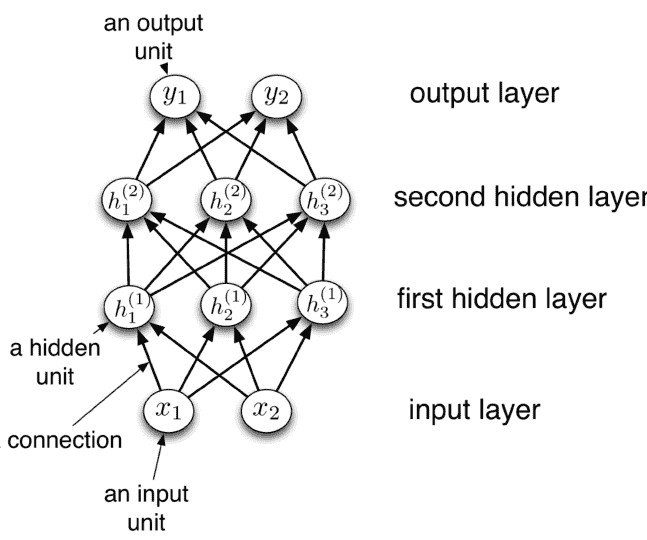 an output
unit
y₁ y₂ output layer
h₁⁽²⁾ h₂⁽²⁾ h₃⁽²⁾ second hidden layer
h₁⁽¹⁾ h₂⁽¹⁾ h₃⁽¹⁾ first hidden layer
a hidden
unit
x₁ x₂ input layer
connection
an input
unit